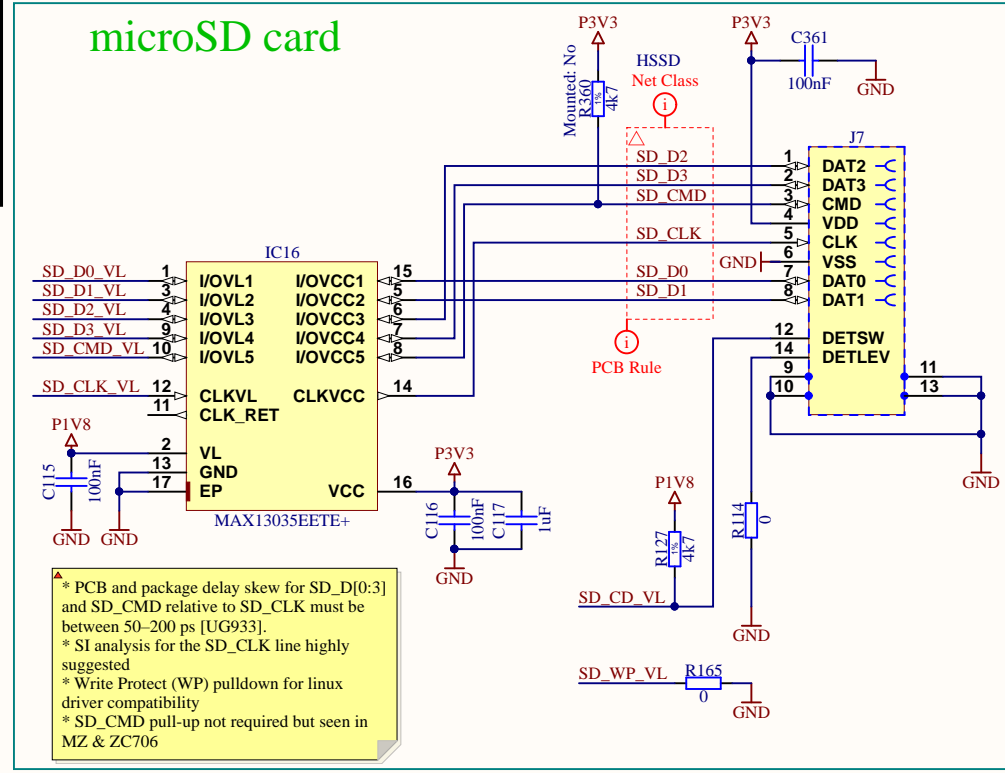 microSD card
P3V3
P3V3
C361
100nF
GND
Mounted: No
R360
1%
4k7
HSSD
Net Class
i
J7
SD_D2
1
DAT2
SD_D3
2
DAT3
SD_CMD
3
CMD
4
VDD
SD_CLK
5
CLK
GND
6
VSS
SD_D0
7
DAT0
SD_D1
8
DAT1
i
PCB Rule
12
DETSW
14
DETLEV
9
11
10
13
GND
IC16
SD_D0_VL
1
I/OVL1
I/OVCC1
15
SD_D1_VL
3
I/OVL2
I/OVCC2
5
SD_D2_VL
4
I/OVL3
I/OVCC3
6
SD_D3_VL
9
I/OVL4
I/OVCC4
7
SD_CMD_VL
10
I/OVL5
I/OVCC5
8
SD_CLK_VL
12
CLKVL
CLKVCC
14
11
CLK_RET
P1V8
2
VL
13
GND
17
EP
VCC
16
C115
100nF
GND
GND
MAX13035EETE+
P3V3
C116
100nF
C117
1uF
GND
P1V8
R127
1%
4k7
R114
0
SD_CD_VL
GND
SD_WP_VL
R165
0
GND
* PCB and package delay skew for SD_D[0:3]
and SD_CMD relative to SD_CLK must be
between 50–200 ps [UG933].
* SI analysis for the SD_CLK line highly
suggested
* Write Protect (WP) pulldown for linux
driver compatibility
* SD_CMD pull-up not required but seen in
MZ & ZC706